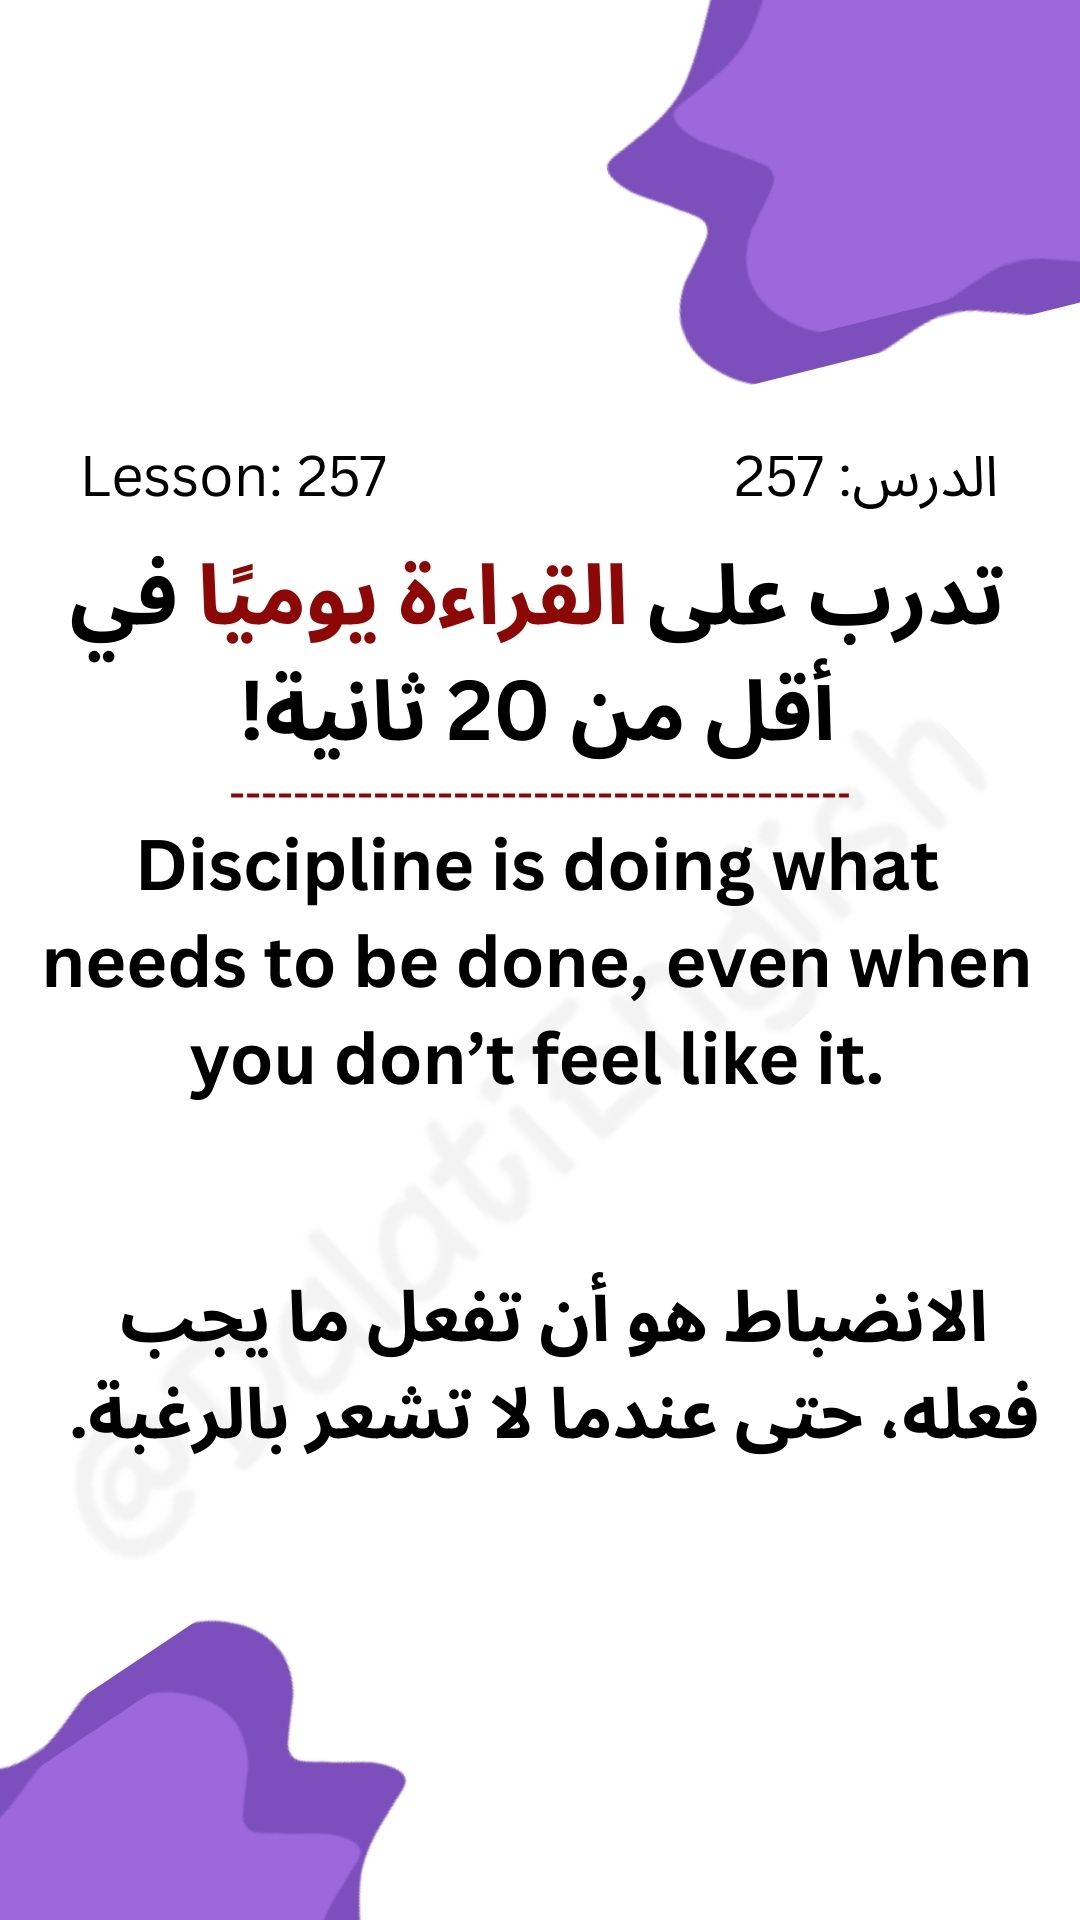 Lesson: 257
الدرس: 257
تدرب على القراءة يوميًا في
أقل من 20 ثانية!
--------------------------------------
Discipline is doing what
needs to be done, even when
you don’t feel like it.
الانضباط هو أن تفعل ما يجب
فعله، حتى عندما لا تشعر بالرغبة.
@DalatiEnglish